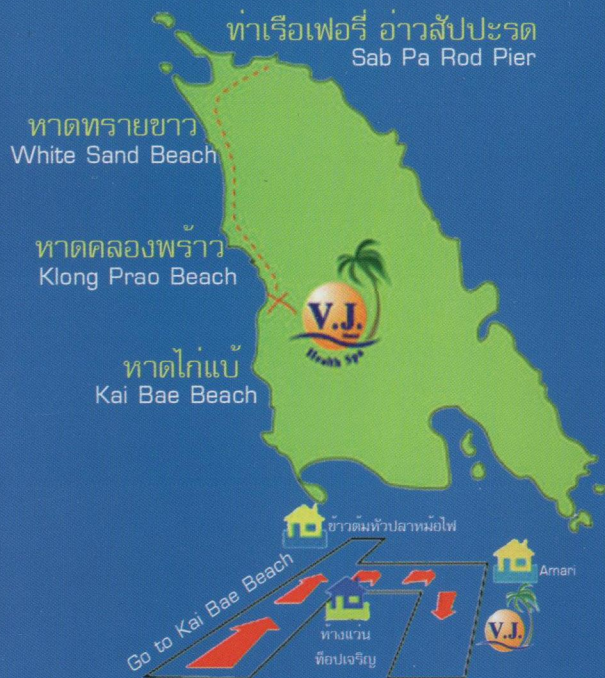 ท่าเรือเฟอรี่ อ่าวสัปปะรด
Sab Pa Rod Pier
หาดทรายขาว
White Sand Beach
หาดคลองพร้าว
Klong Prao Beach
V.J.
Health Spa
หาดไก่แบ้
Kai Bae Beach
ข้าวต้มหัวปลาหม้อไฟ
Go to Kai Bae Beach
Amari
ห้างแว่น
ท็อปเจริญ
V.J.